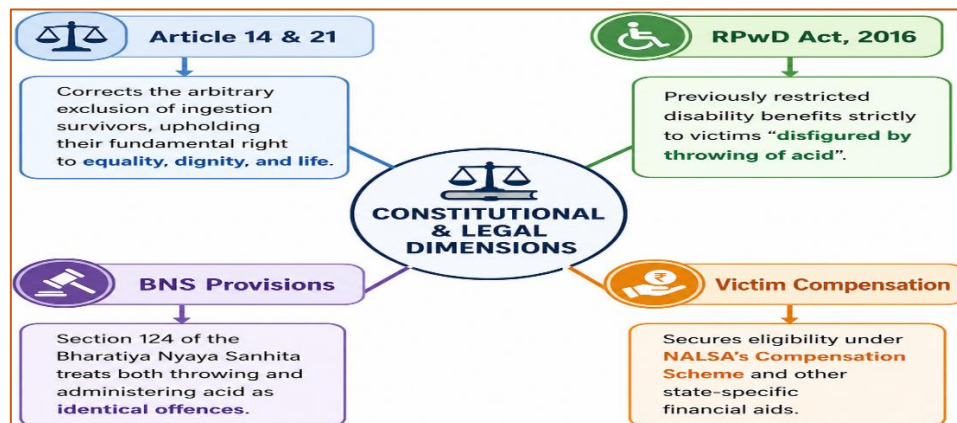 Article 14 & 21
Corrects the arbitrary
exclusion of ingestion
survivors, upholding
their fundamental right
to equality, dignity, and life.
RPwD Act, 2016
Previously restricted
disability benefits strictly
to victims “disfigured by
throwing of acid”.
CONSTITUTIONAL
& LEGAL
DIMENSIONS
BNS Provisions
Section 124 of the
Bharatiya Nyaya Sanhita
treats both throwing and
administering acid as
identical offences.
₹
Victim Compensation
Secures eligibility under
NALSA’s Compensation
Scheme and other
state-specific
financial aids.